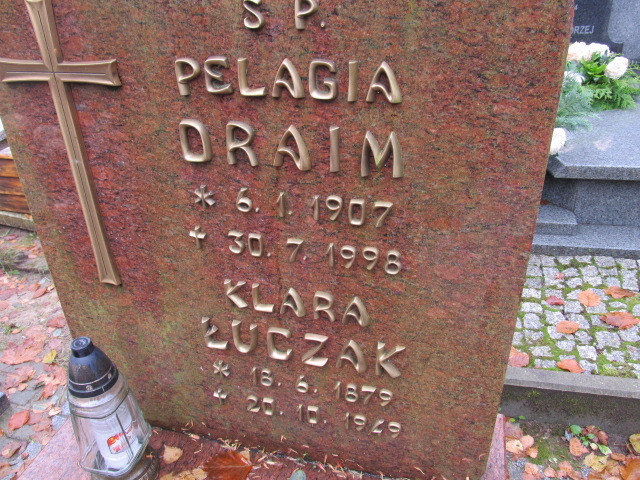 Ś P.
PELAGIA
DRAIM
* 6. 1. 1907
✝ 30. 7. 1998
KLARA
ŁUCZAK
* 18. 6. 1879
✝ 20. 10. 1949